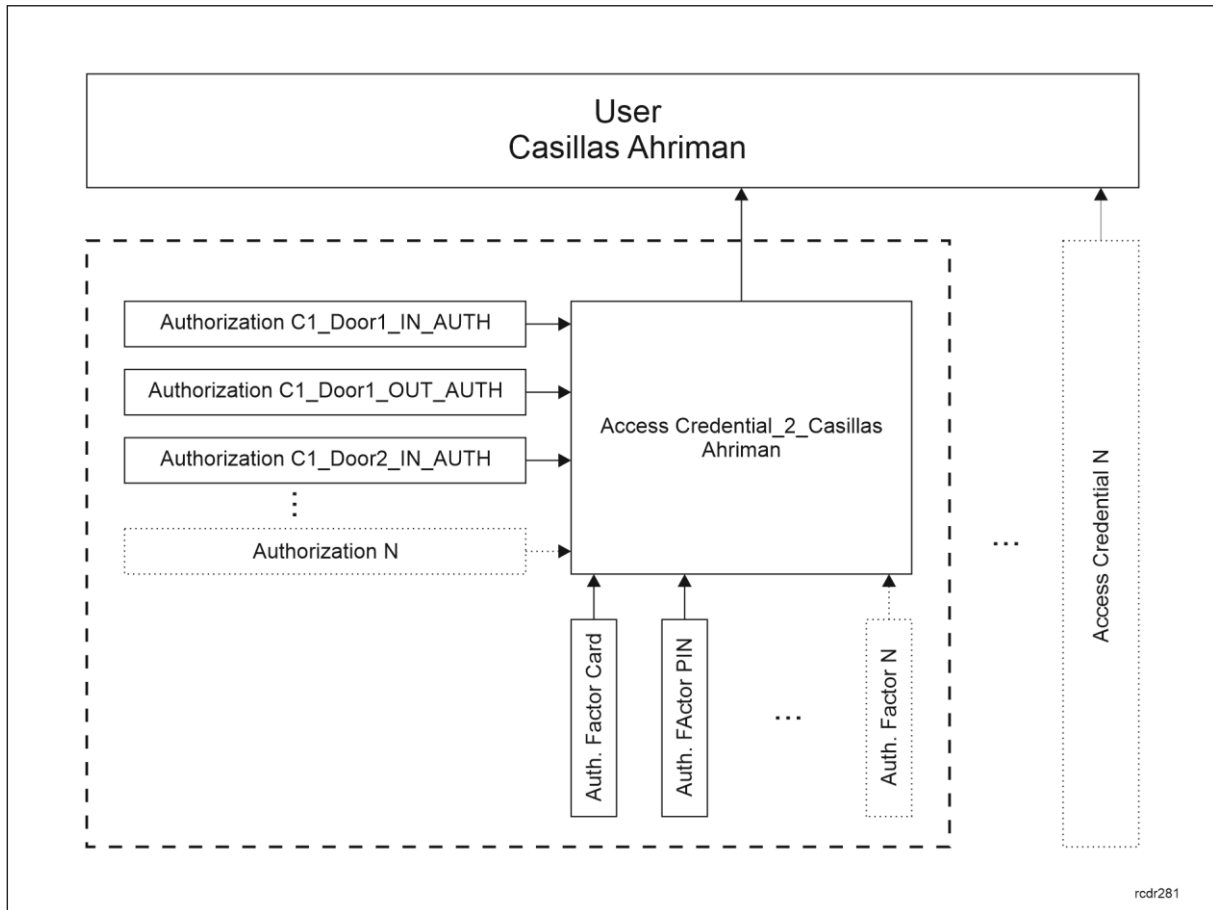 User
Casillas Ahriman
Authorization C1_Door1_IN_AUTH
Authorization C1_Door1_OUT_AUTH
Authorization C1_Door2_IN_AUTH
⋮
Authorization N
Access Credential_2_Casillas
Ahriman
Auth. Factor Card
Auth. FActor PIN
...
Auth. Factor N
...
Access Credential N
rcdr281